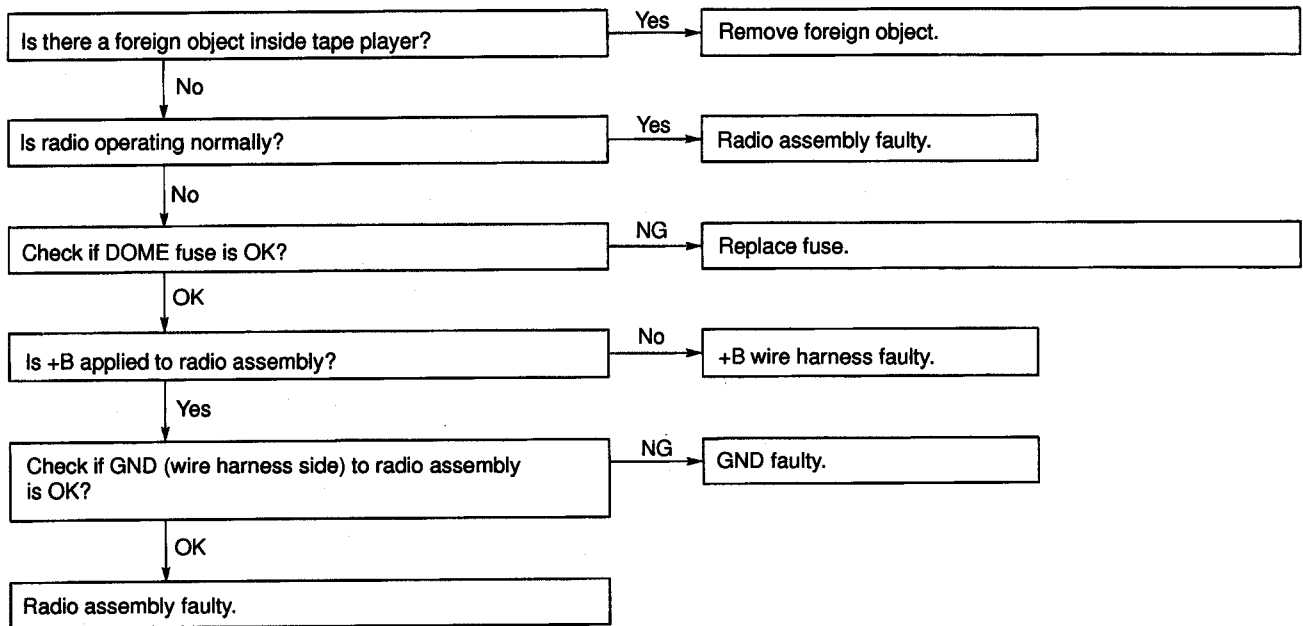 Is there a foreign object inside tape player?
Yes
Remove foreign object.
No
Is radio operating normally?
Yes
Radio assembly faulty.
No
Check if DOME fuse is OK?
NG
Replace fuse.
OK
Is +B applied to radio assembly?
No
+B wire harness faulty.
Yes
Check if GND (wire harness side) to radio assembly
is OK?
NG
GND faulty.
OK
Radio assembly faulty.